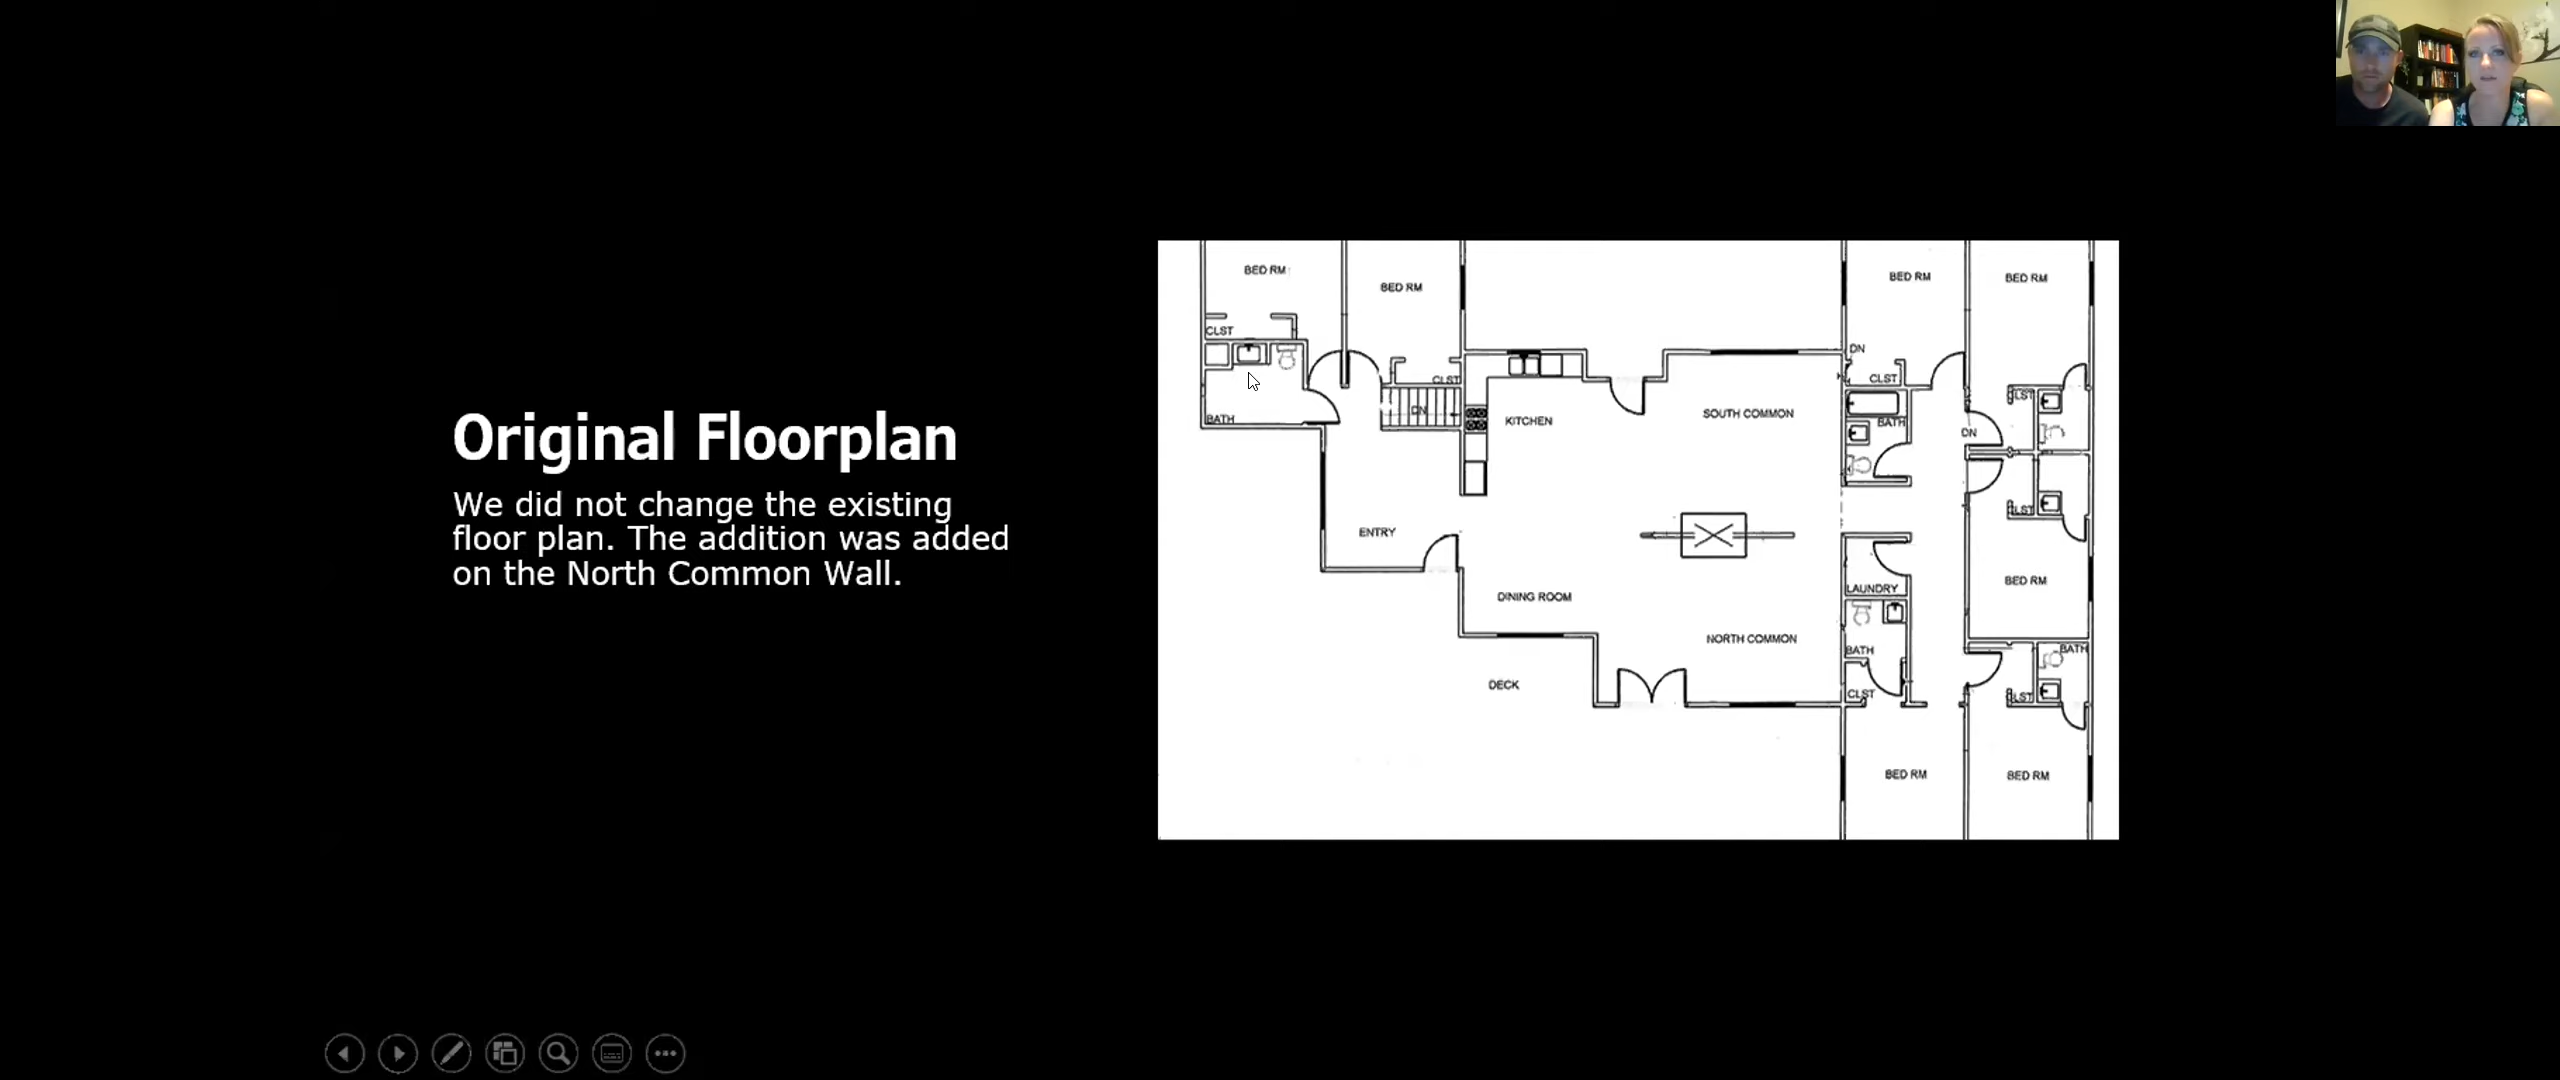 Original Floorplan
We did not change the existing
floor plan. The addition was added
on the North Common Wall.
BED RM
BED RM
BED RM
BED RM
CLST
CLST
DN
CLST
BATH
DN
KITCHEN
SOUTH COMMON
BATH
DN
ENTRY
LAUNDRY
BED RM
DINING ROOM
NORTH COMMON
BATH
BATH
DECK
CLST
BED RM
BED RM